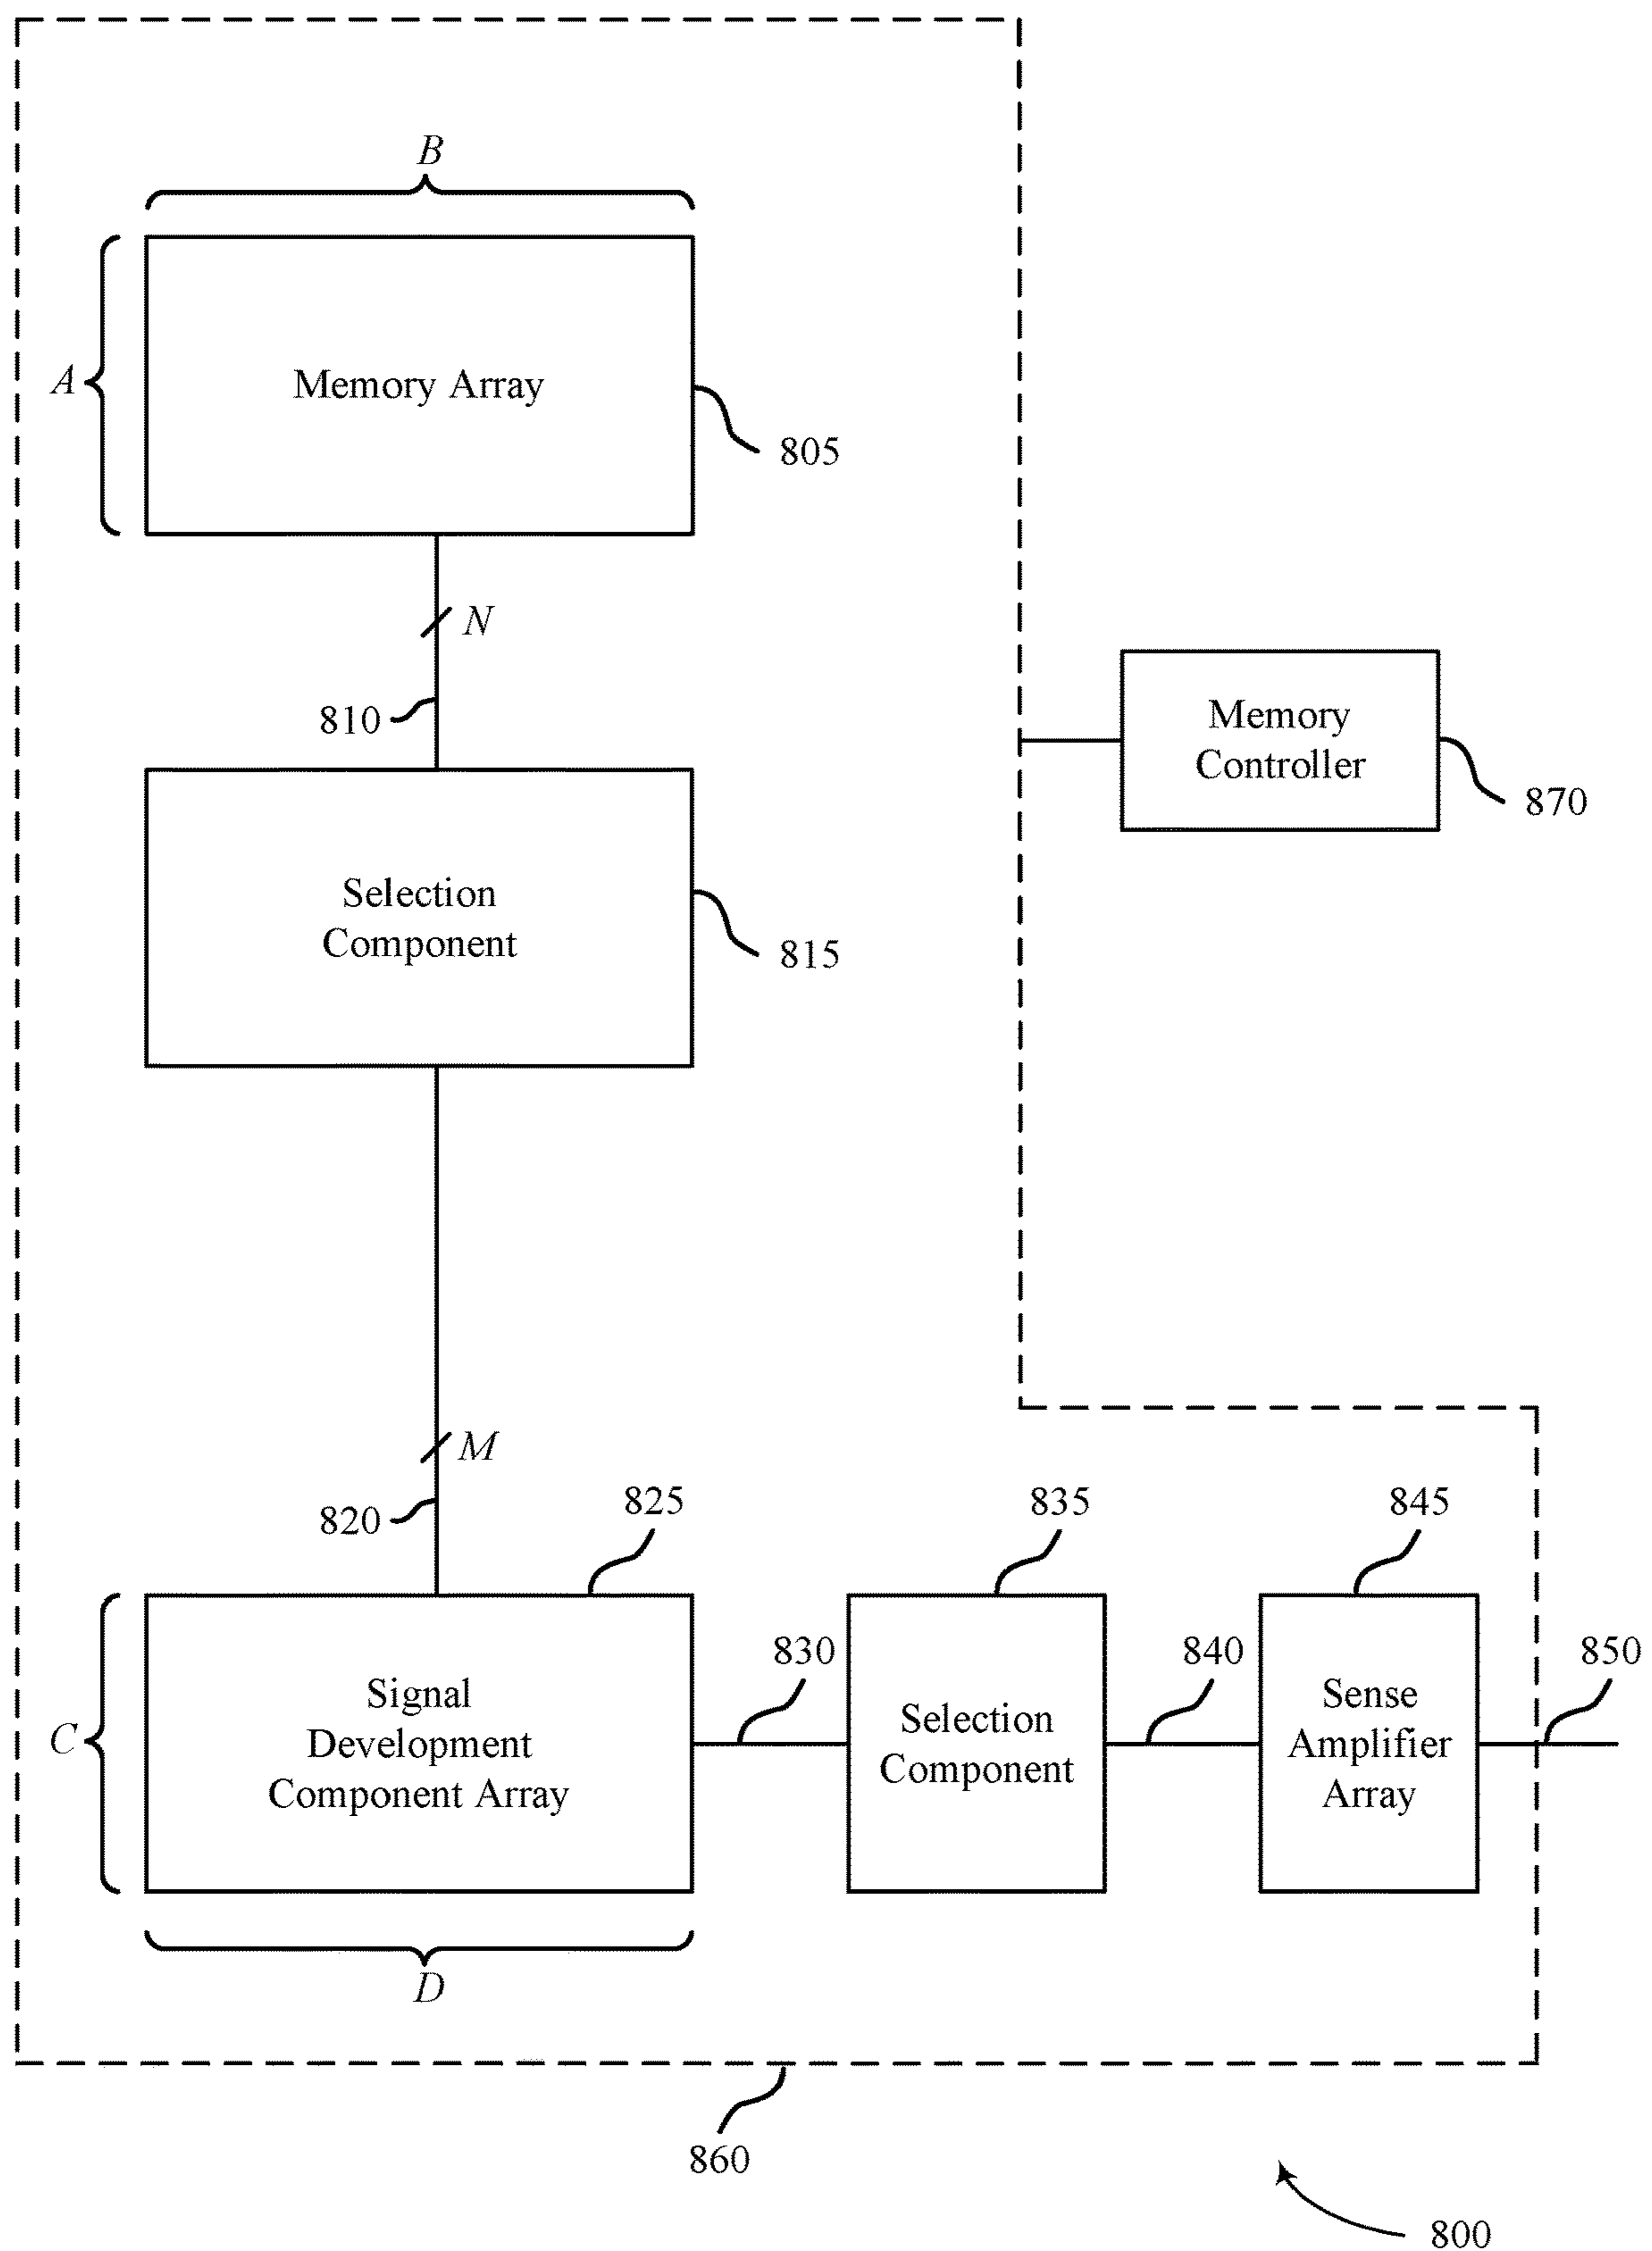 B
A
Memory Array
805
N
810
Memory
Controller
870
Selection
Component
815
M
820
825
835
845
C
Signal
Development
Component Array
830
Selection
Component
840
Sense
Amplifier
Array
850
D
860
800